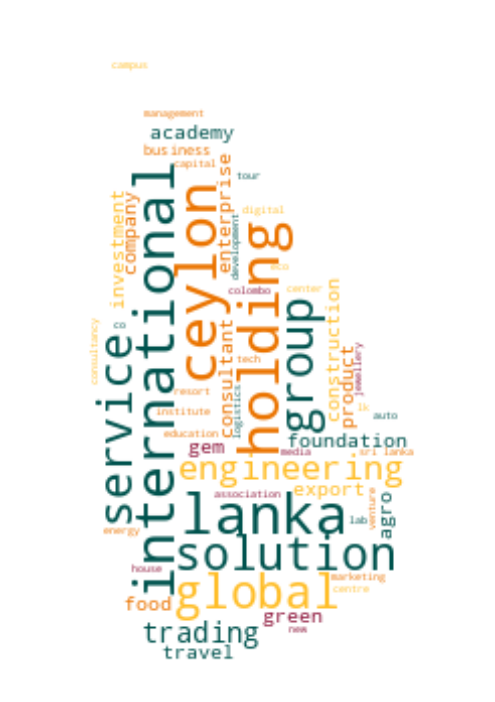 campus
management
academy
business
capital
tour
enterprise
investment
company
international
ceylon
digital
development
holding
eco
colombo
center
construction
group
co
consultancy
service
consultant
tech
product
jewellery
resort
logistics
institute
lk
auto
education
foundation
gem
media
sri lanka
engineering
export
association
venture
agro
lanka
lab
energy
solution
house
marketing
global
centre
food
green
new
trading
travel